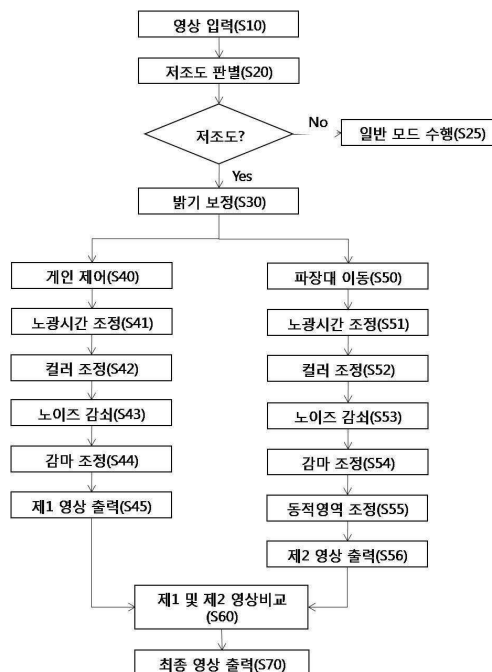 영상 입력(S10)
저조도 판별(S20)
저조도?
No
일반 모드 수행(S25)
Yes
밝기 보정(S30)
게인 제어(S40)
노광시간 조정(S41)
컬러 조정(S42)
노이즈 감쇠(S43)
감마 조정(S44)
제1 영상 출력(S45)
파장대 이동(S50)
노광시간 조정(S51)
컬러 조정(S52)
노이즈 감쇠(S53)
감마 조정(S54)
동적영역 조정(S55)
제2 영상 출력(S56)
제1 및 제2 영상비교
(S60)
최종 영상 출력(S70)